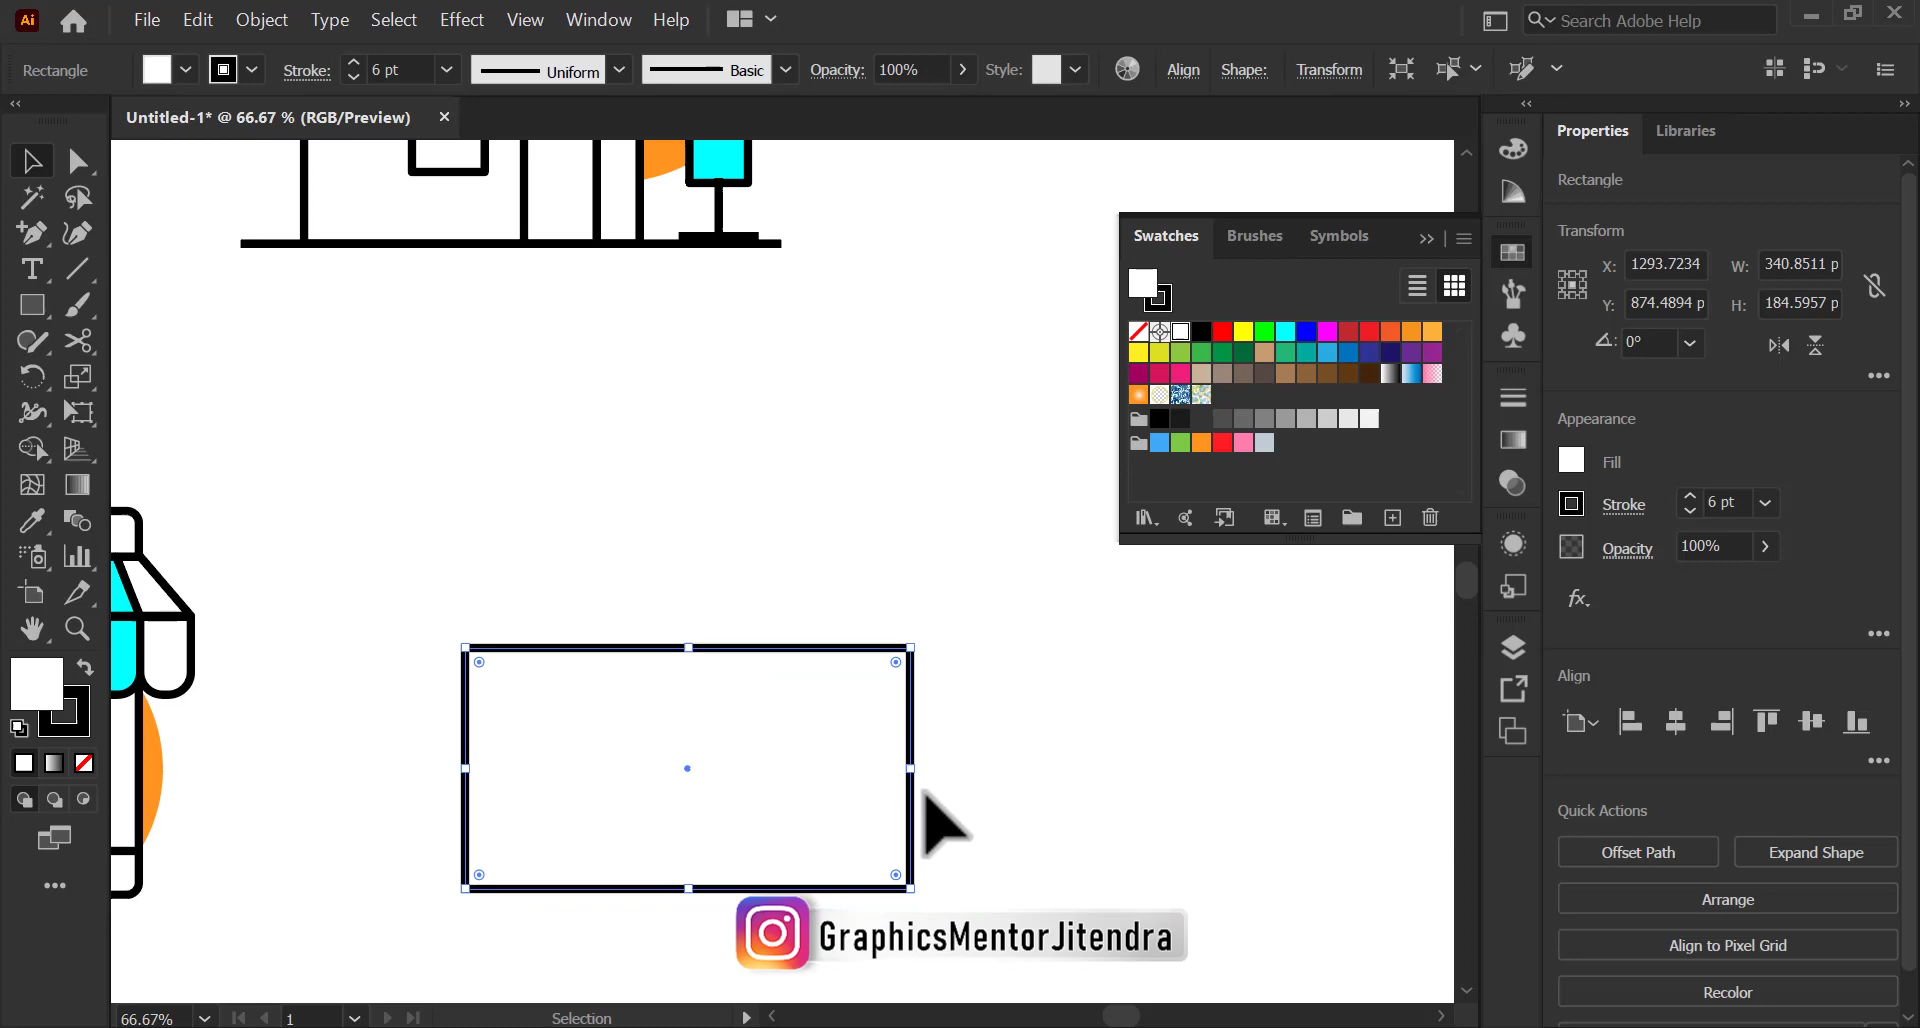 Ai File Edit Object Type Select Effect View Window Help Search Adobe Help
Rectangle Stroke: 6 pt Uniform Basic Opacity: 100% Style: Align Shape: Transform
Untitled-1* @ 66.67 % (RGB/Preview)
Properties Libraries
Rectangle
Transform
X: 1293.7234 W: 340.8511 p
Y: 874.4894 p H: 184.5957 p
0°
Swatches Brushes Symbols
Appearance
Fill
Stroke 6 pt
Opacity 100%
fx
Align
Quick Actions
Offset Path Expand Shape
Arrange
Align to Pixel Grid
Recolor
GraphicsMentorJitendra
66.67% 1 Selection